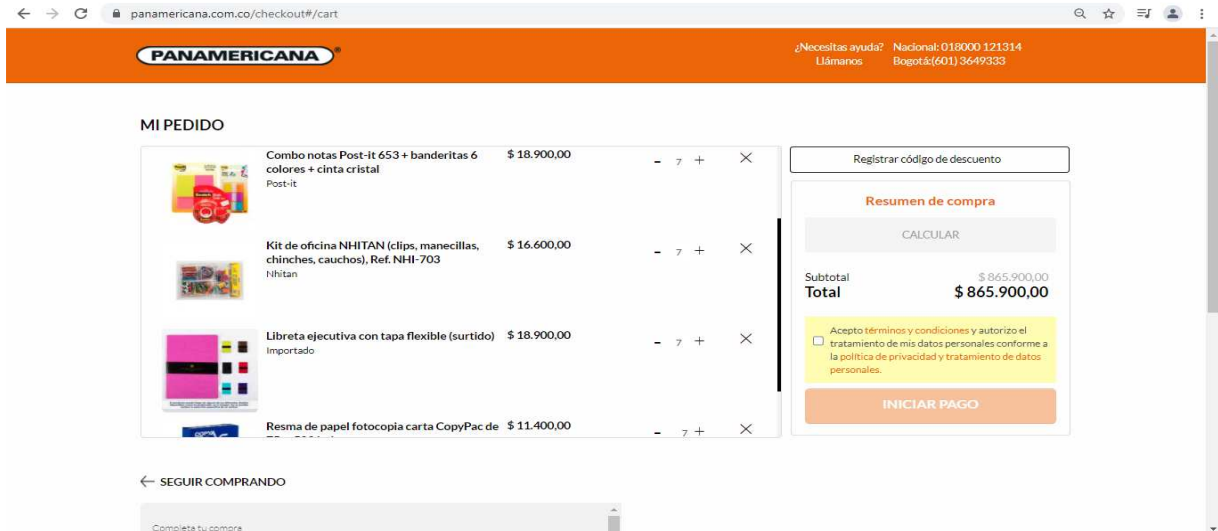 panamericana.com.co/checkout#/cart
PANAMERICANA®
¿Necesitas ayuda? Nacional: 018000 121314
Llámanos Bogotá:(601) 3649333
MI PEDIDO
Combo notas Post-it 653 + banderitas 6 $ 18.900,00 - 7 +
colores + cinta cristal
Post-it
Kit de oficina NHITAN (clips, manecillas, $ 16.600,00 - 7 +
chinches, cauchos), Ref. NHI-703
Nhitan
Libreta ejecutiva con tapa flexible (surtido) $ 18.900,00 - 7 +
Importado
Resma de papel fotocopia carta CopyPac de $ 11.400,00 - 7 +
Registrar código de descuento
Resumen de compra
CALCULAR
Subtotal $ 865.900,00
Total $ 865.900,00
Acepto términos y condiciones y autorizo el
tratamiento de mis datos personales conforme a
la política de privacidad y tratamiento de datos
personales.
INICIAR PAGO
← SEGUIR COMPRANDO
Completa tu compra